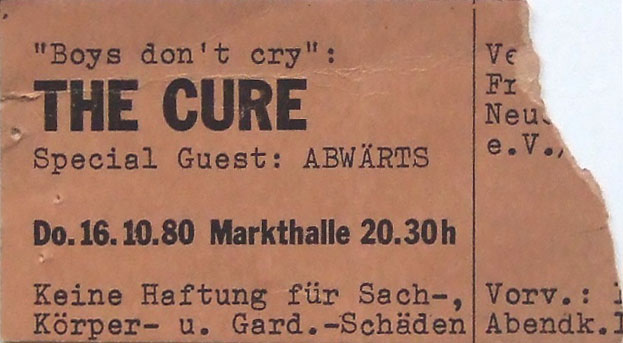 "Boys don't cry":
THE CURE
Special Guest: ABWÄRTS
Do. 16.10.80 Markthalle 20.30h
Keine Haftung für Sach-,
Körper- u. Gard.-Schäden
e.V.,
Vorv.:
Abendk.